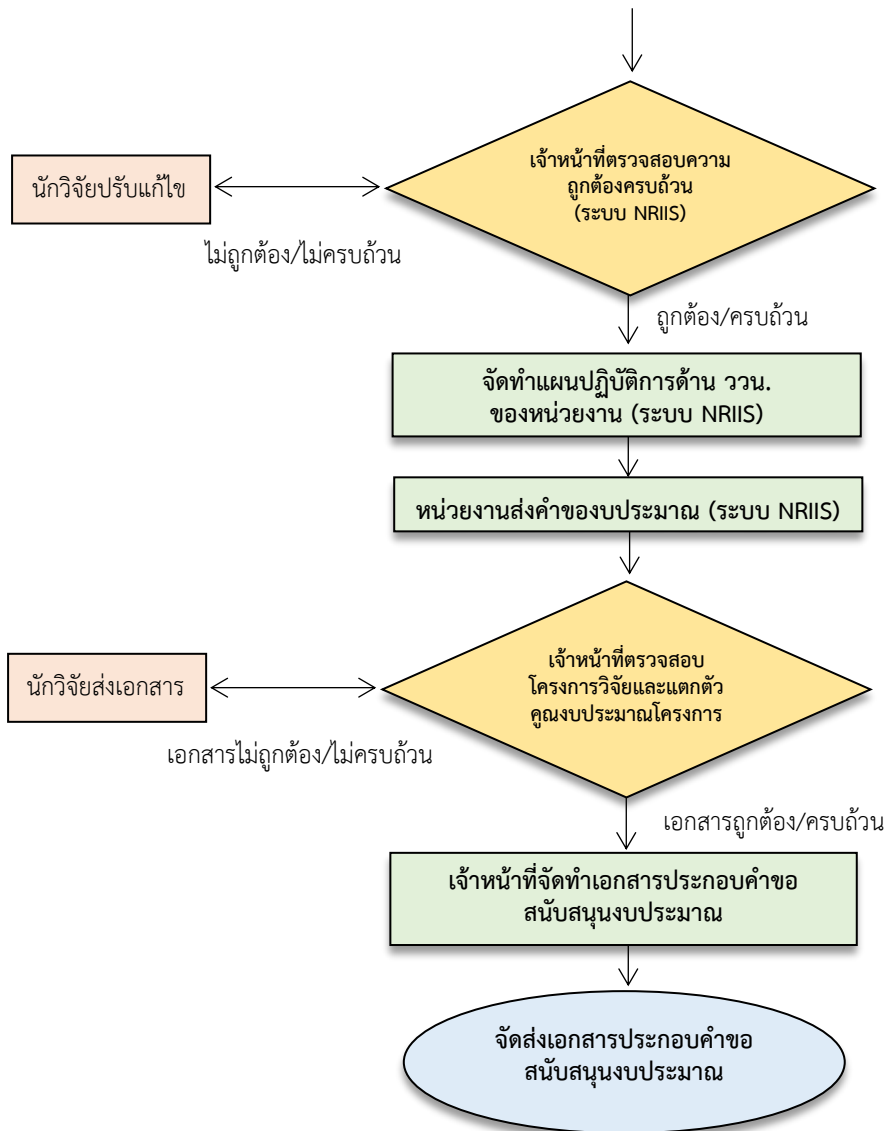 เจ้าหน้าที่ตรวจสอบความ
ถูกต้องครบถ้วน
(ระบบ NRIIS)
นักวิจัยปรับแก้ไข
ไม่ถูกต้อง/ไม่ครบถ้วน
ถูกต้อง/ครบถ้วน
จัดทำแผนปฏิบัติการด้าน ววน.
ของหน่วยงาน (ระบบ NRIIS)
หน่วยงานส่งคำของบประมาณ (ระบบ NRIIS)
เจ้าหน้าที่ตรวจสอบ
โครงการวิจัยและแตกตัว
คูณงบประมาณโครงการ
นักวิจัยส่งเอกสาร
เอกสารไม่ถูกต้อง/ไม่ครบถ้วน
เอกสารถูกต้อง/ครบถ้วน
เจ้าหน้าที่จัดทำเอกสารประกอบคำขอ
สนับสนุนงบประมาณ
จัดส่งเอกสารประกอบคำขอ
สนับสนุนงบประมาณ